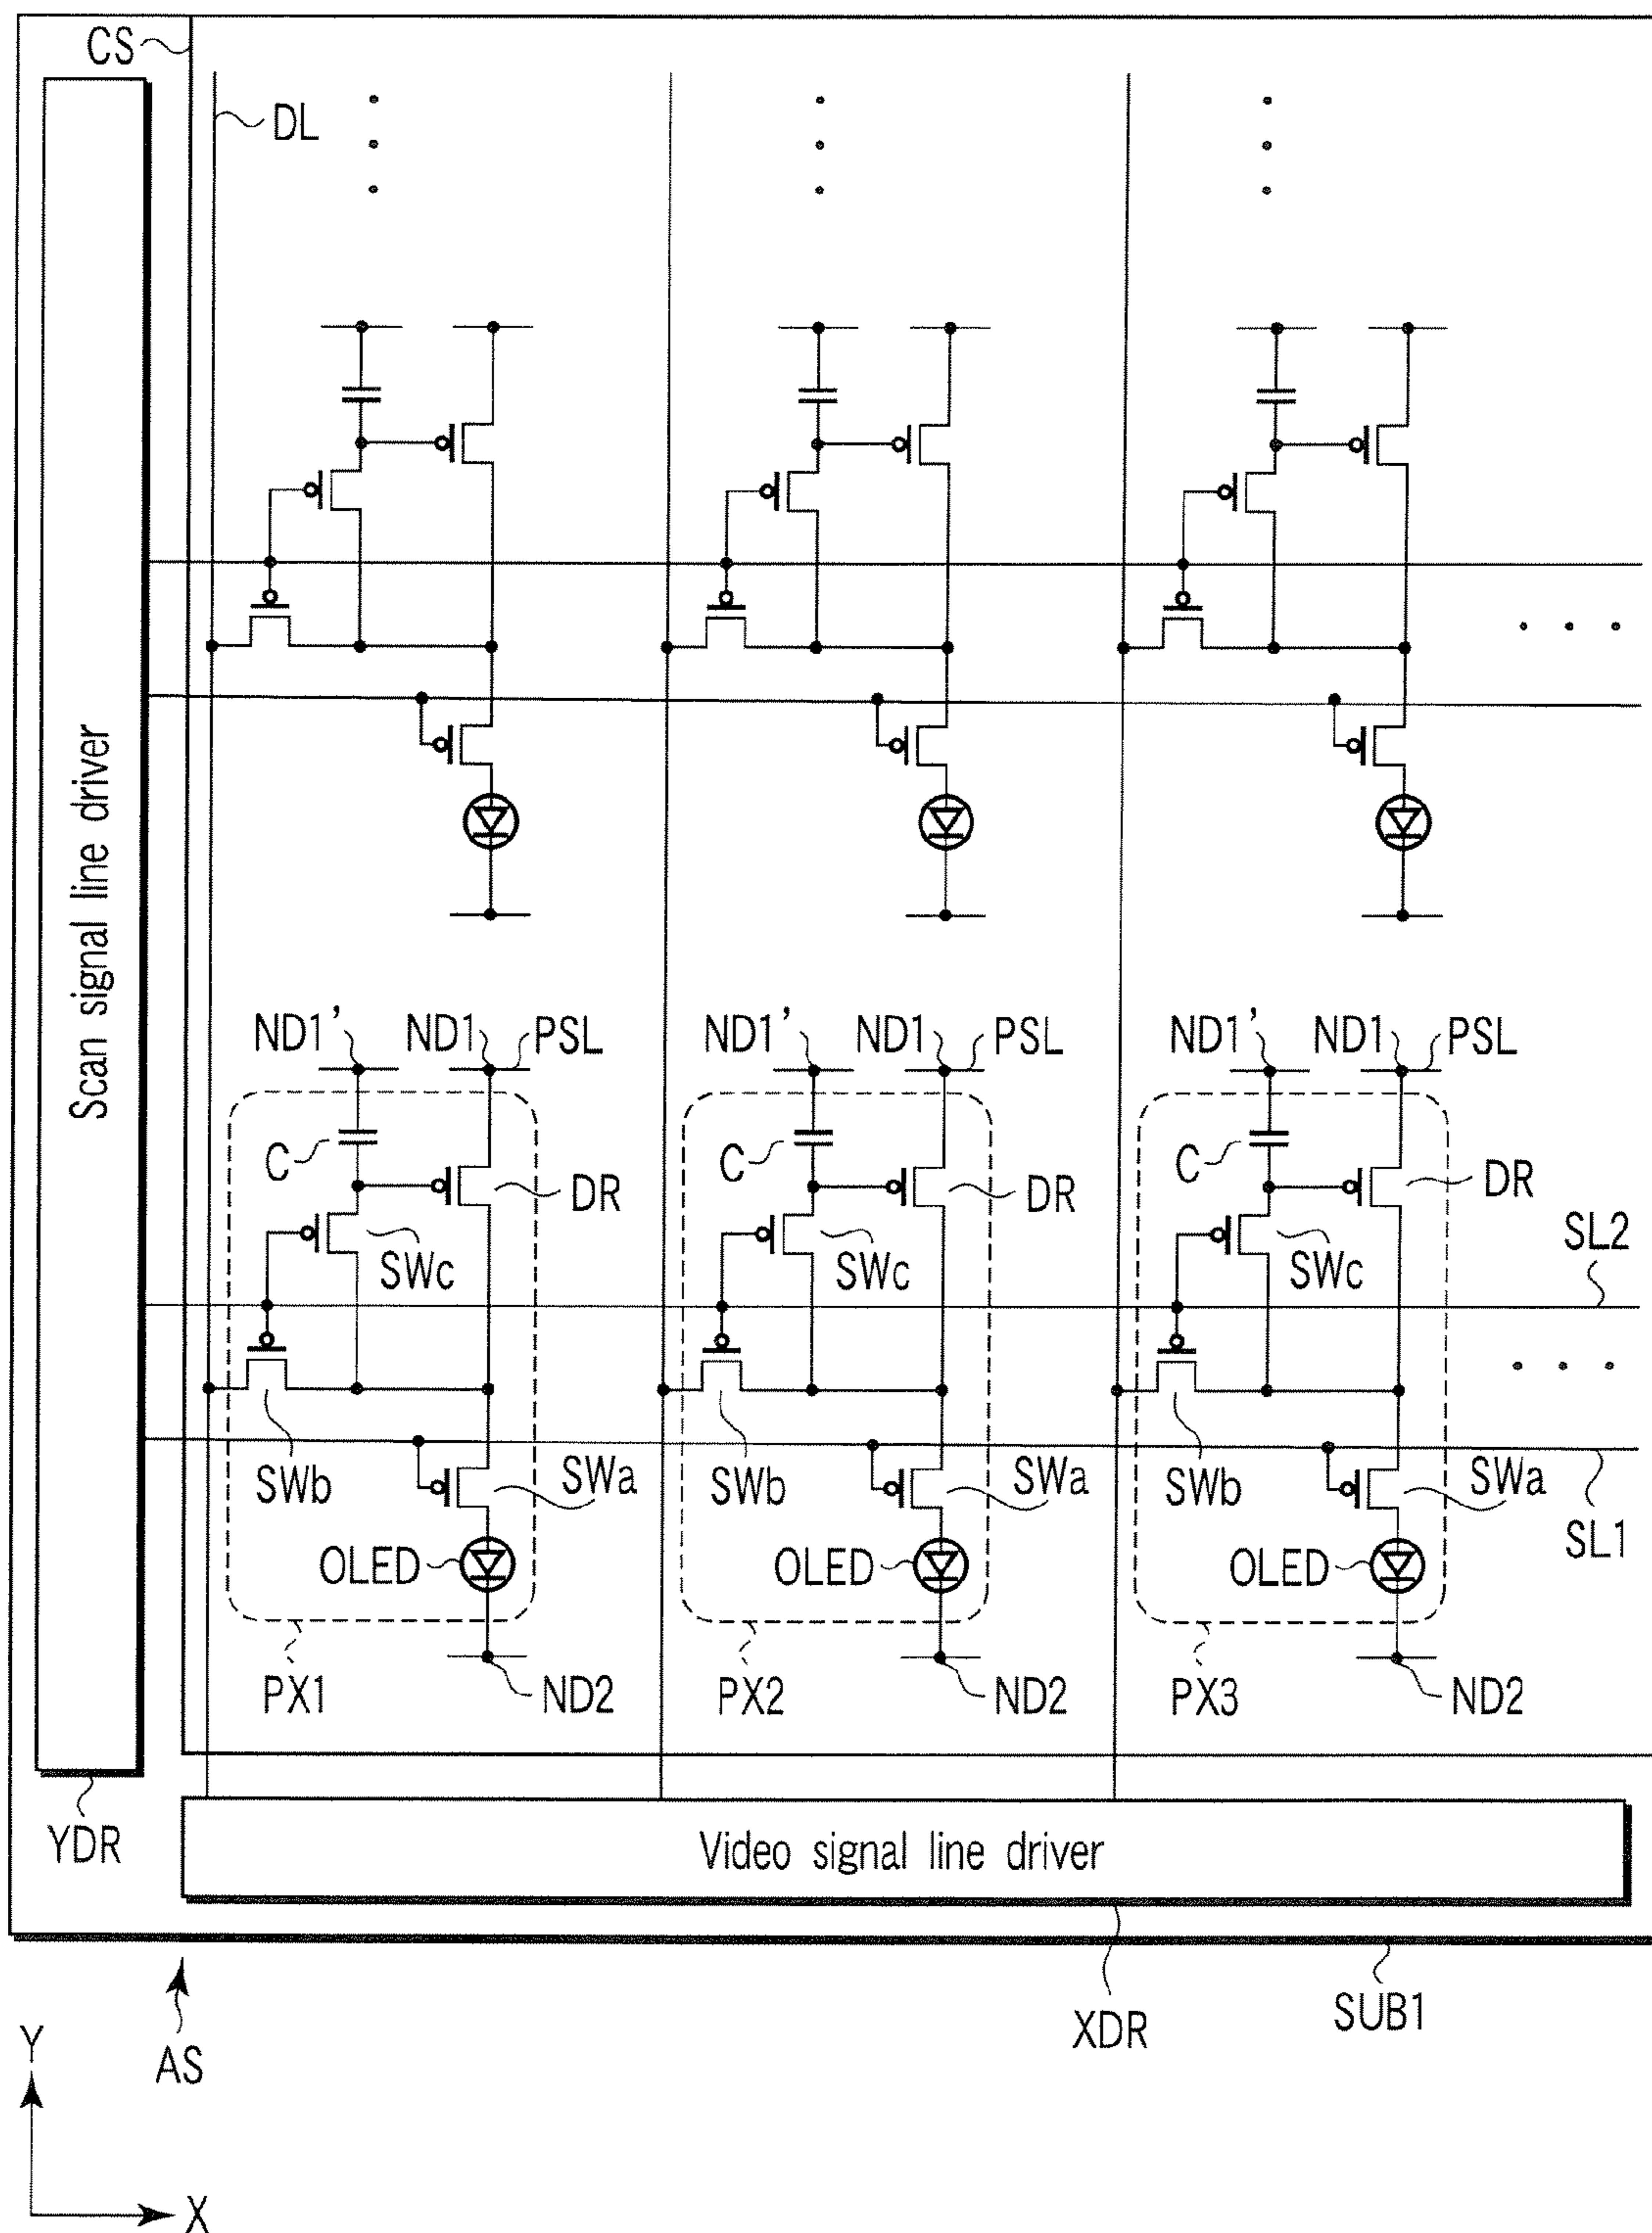 CS
DL
Scan signal line driver
ND1' ND1 PSL ND1' ND1 PSL ND1' ND1 PSL
C DR C DR C DR
SWc SWc SWc SL2
SWb SWa SWb SWa SWb SWa
SL1
OLED OLED OLED
PX1 ND2 PX2 ND2 PX3 ND2
YDR
Video signal line driver
XDR SUB1
AS
Y
X